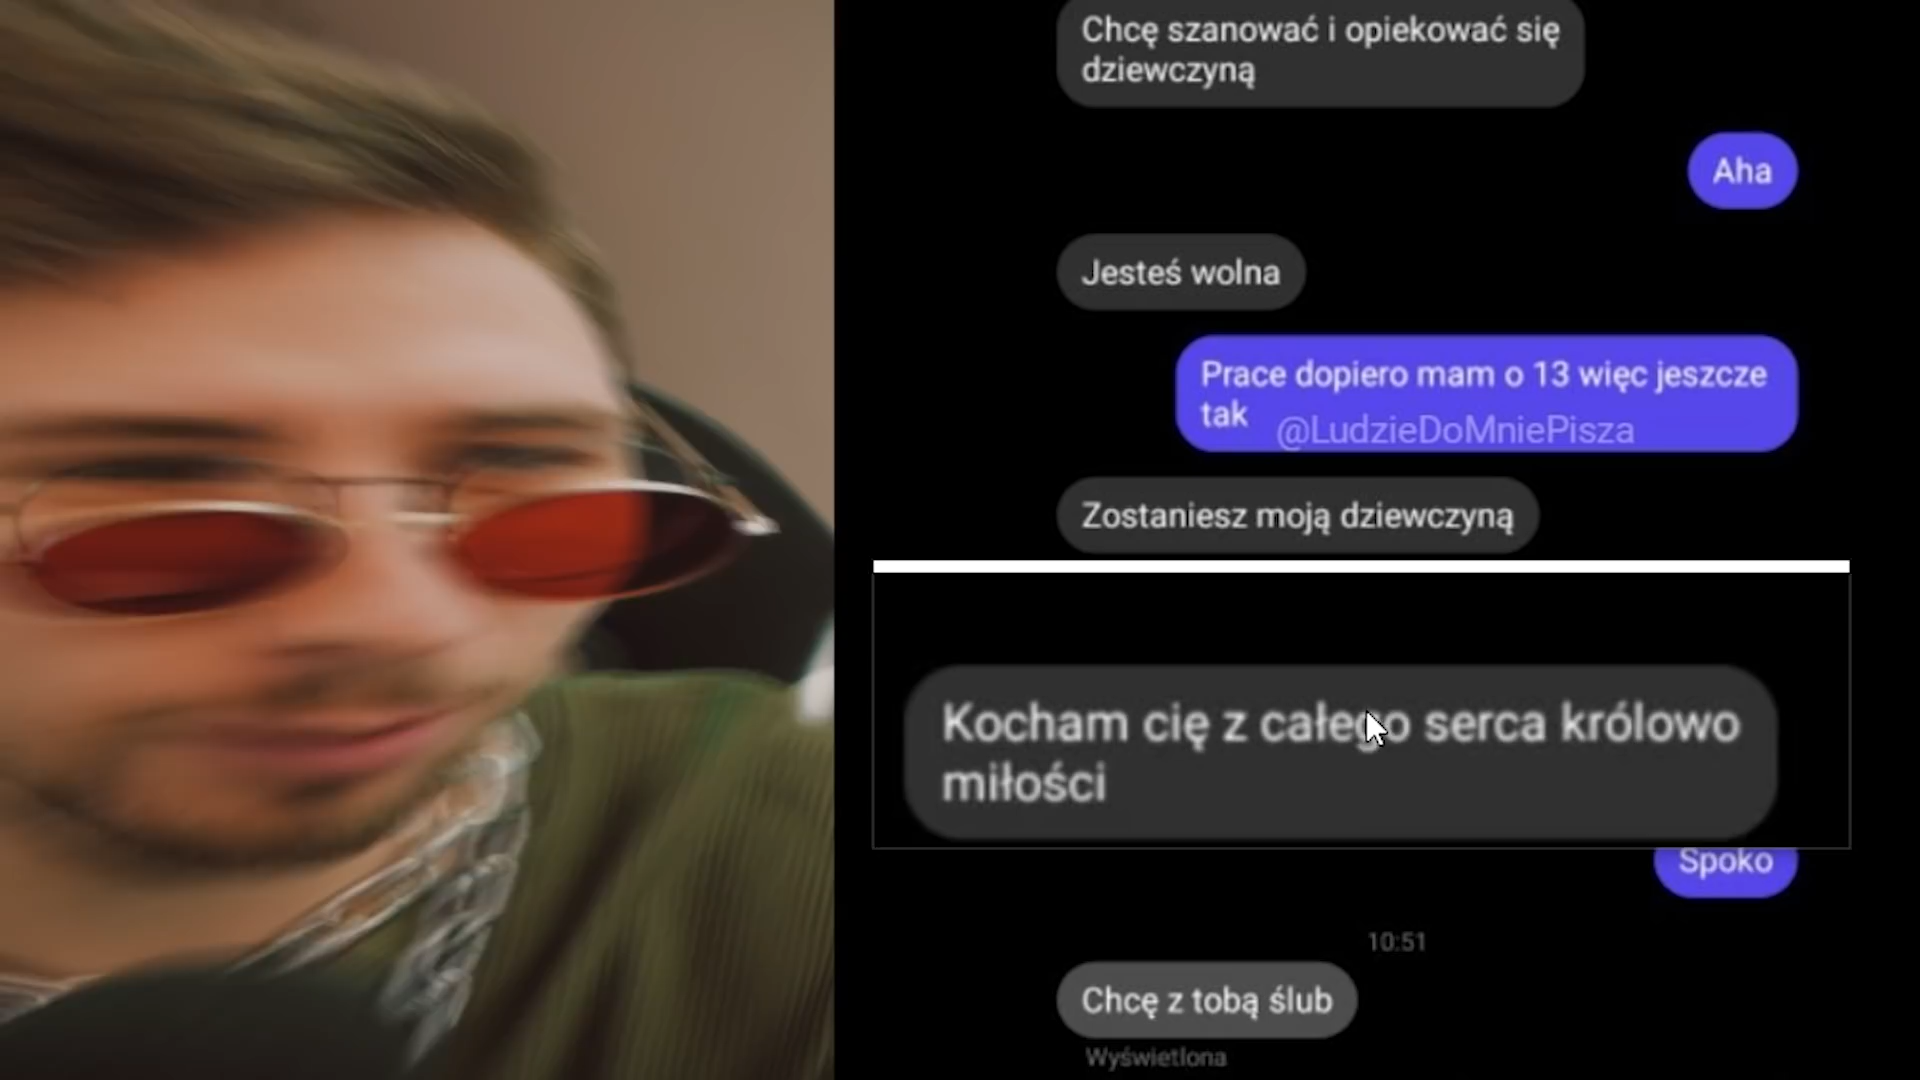 Chcę szanować i opiekować się
dziewczyną
Aha
Jesteś wolna
Prace dopiero mam o 13 więc jeszcze
tak
@LudzieDoMniePisza
Zostaniesz moją dziewczyną
Kocham cię z całego serca królowo
miłości
Spoko
10:51
Chcę z tobą ślub
Wyświetlona